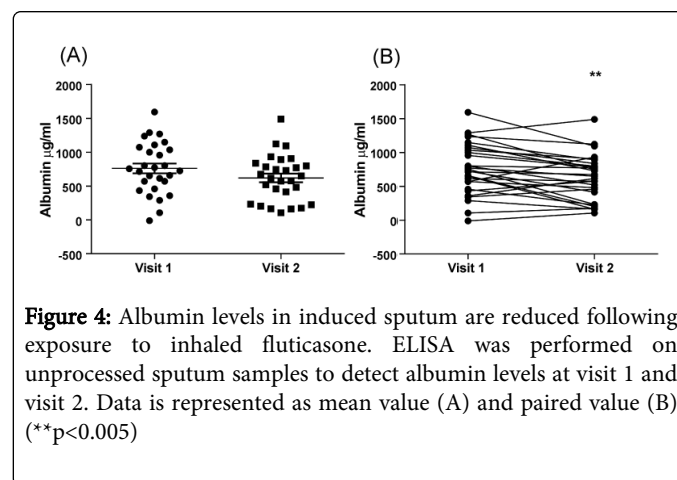 (A)
(B)
**
2000
1500
1000
500
0
-500
Albumin µg/ml
Visit 1
Visit 2
2000
1500
1000
500
0
-500
Albumin µg/ml
Visit 1
Visit 2
Figure 4: Albumin levels in induced sputum are reduced following
exposure to inhaled fluticasone. ELISA was performed on
unprocessed sputum samples to detect albumin levels at visit 1 and
visit 2. Data is represented as mean value (A) and paired value (B)
(**p<0.005)